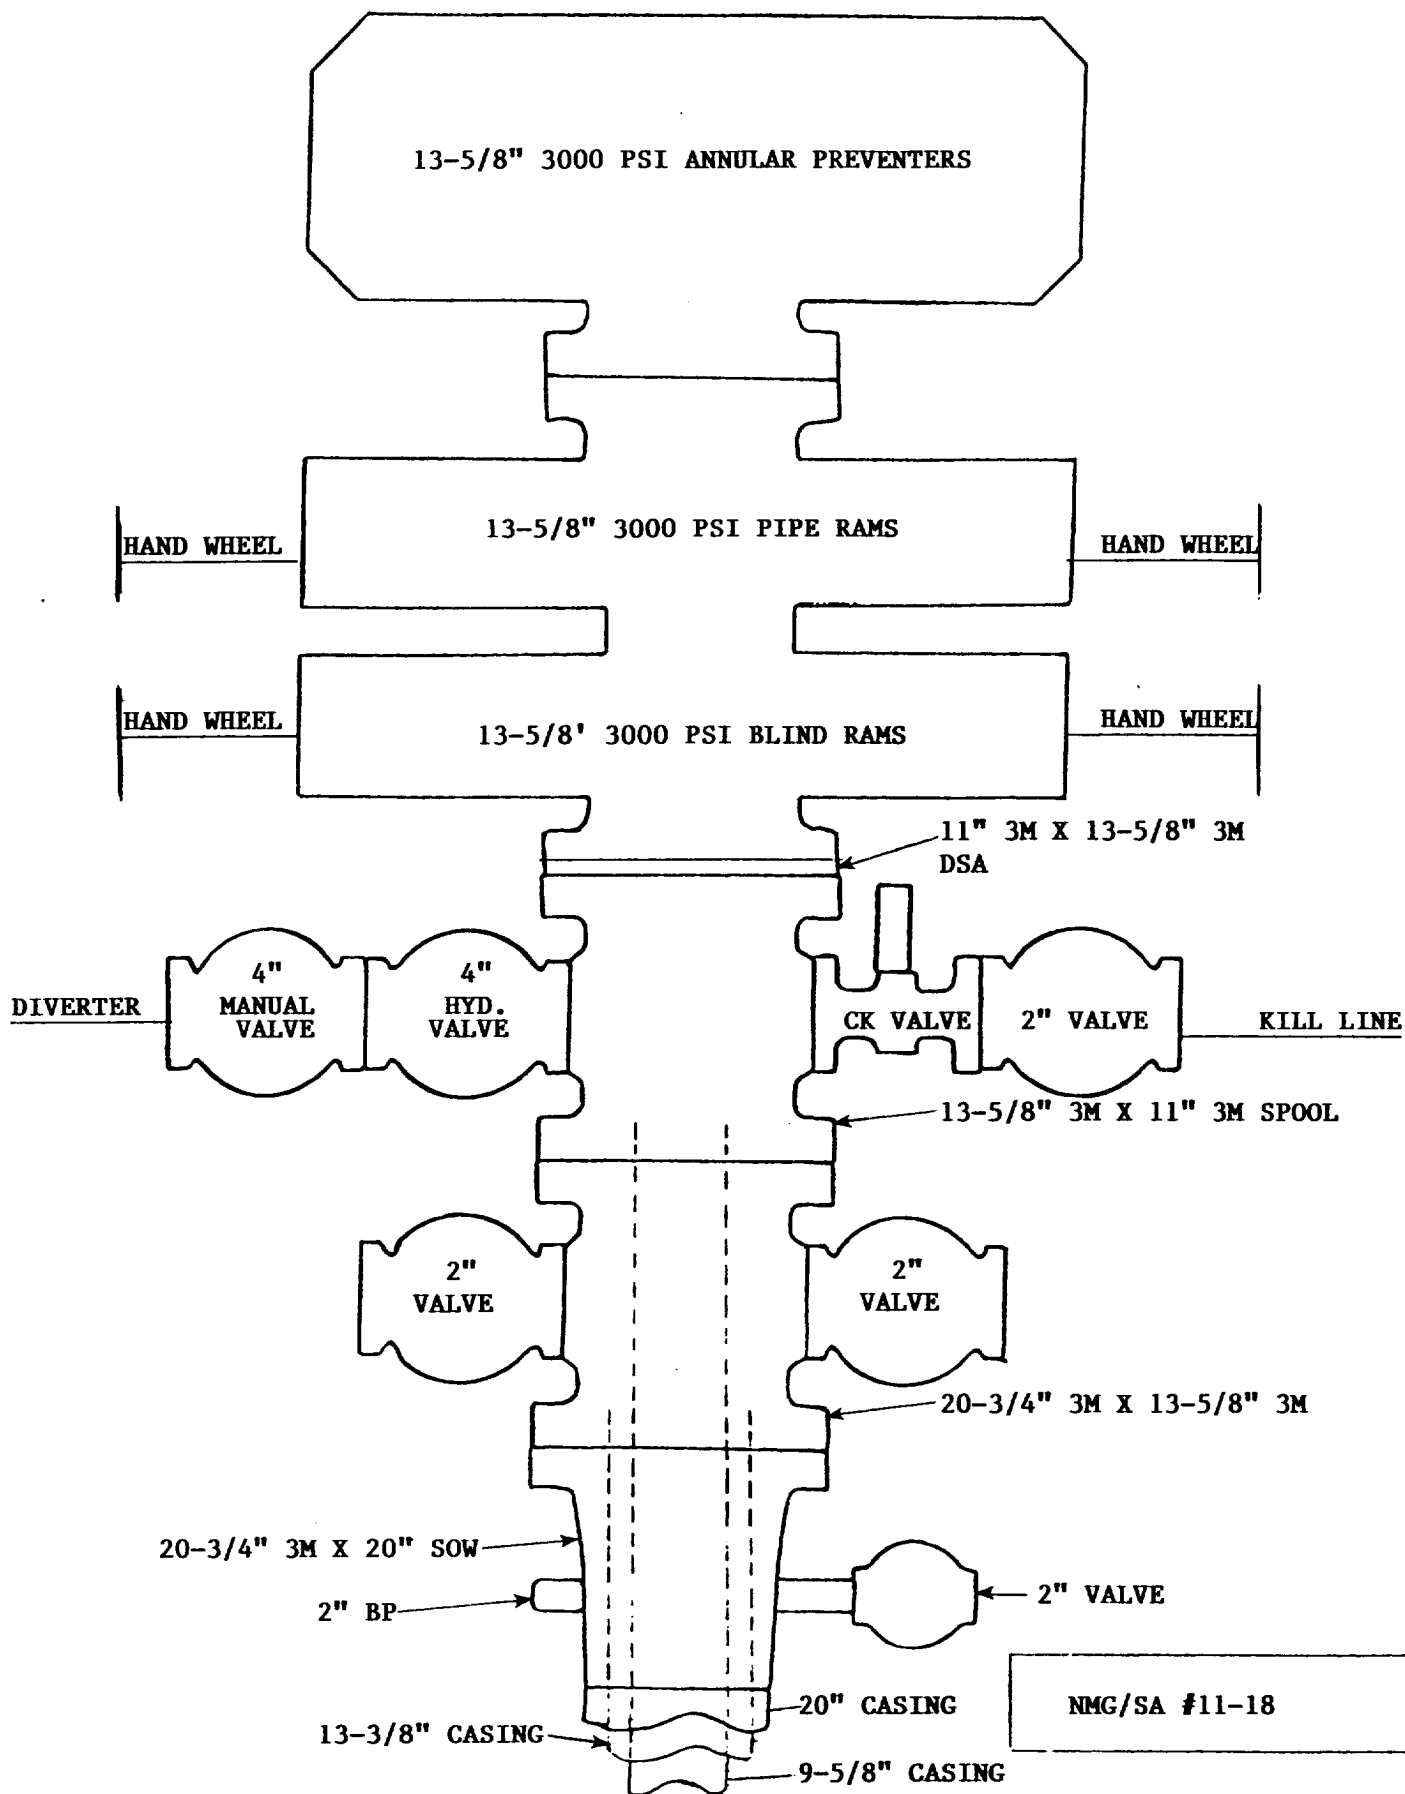 13-5/8" 3000 PSI ANNULAR PREVENTERS
13-5/8" 3000 PSI PIPE RAMS
HAND WHEEL
HAND WHEEL
HAND WHEEL
13-5/8' 3000 PSI BLIND RAMS
HAND WHEEL
11" 3M X 13-5/8" 3M
DSA
DIVERTER
4"
MANUAL
VALVE
4"
HYD.
VALVE
CK VALVE
2" VALVE
KILL LINE
13-5/8" 3M X 11" 3M SPOOL
2"
VALVE
2"
VALVE
20-3/4" 3M X 13-5/8" 3M
20-3/4" 3M X 20" SOW
2" BP
2" VALVE
20" CASING
NMG/SA #11-18
13-3/8" CASING
9-5/8" CASING